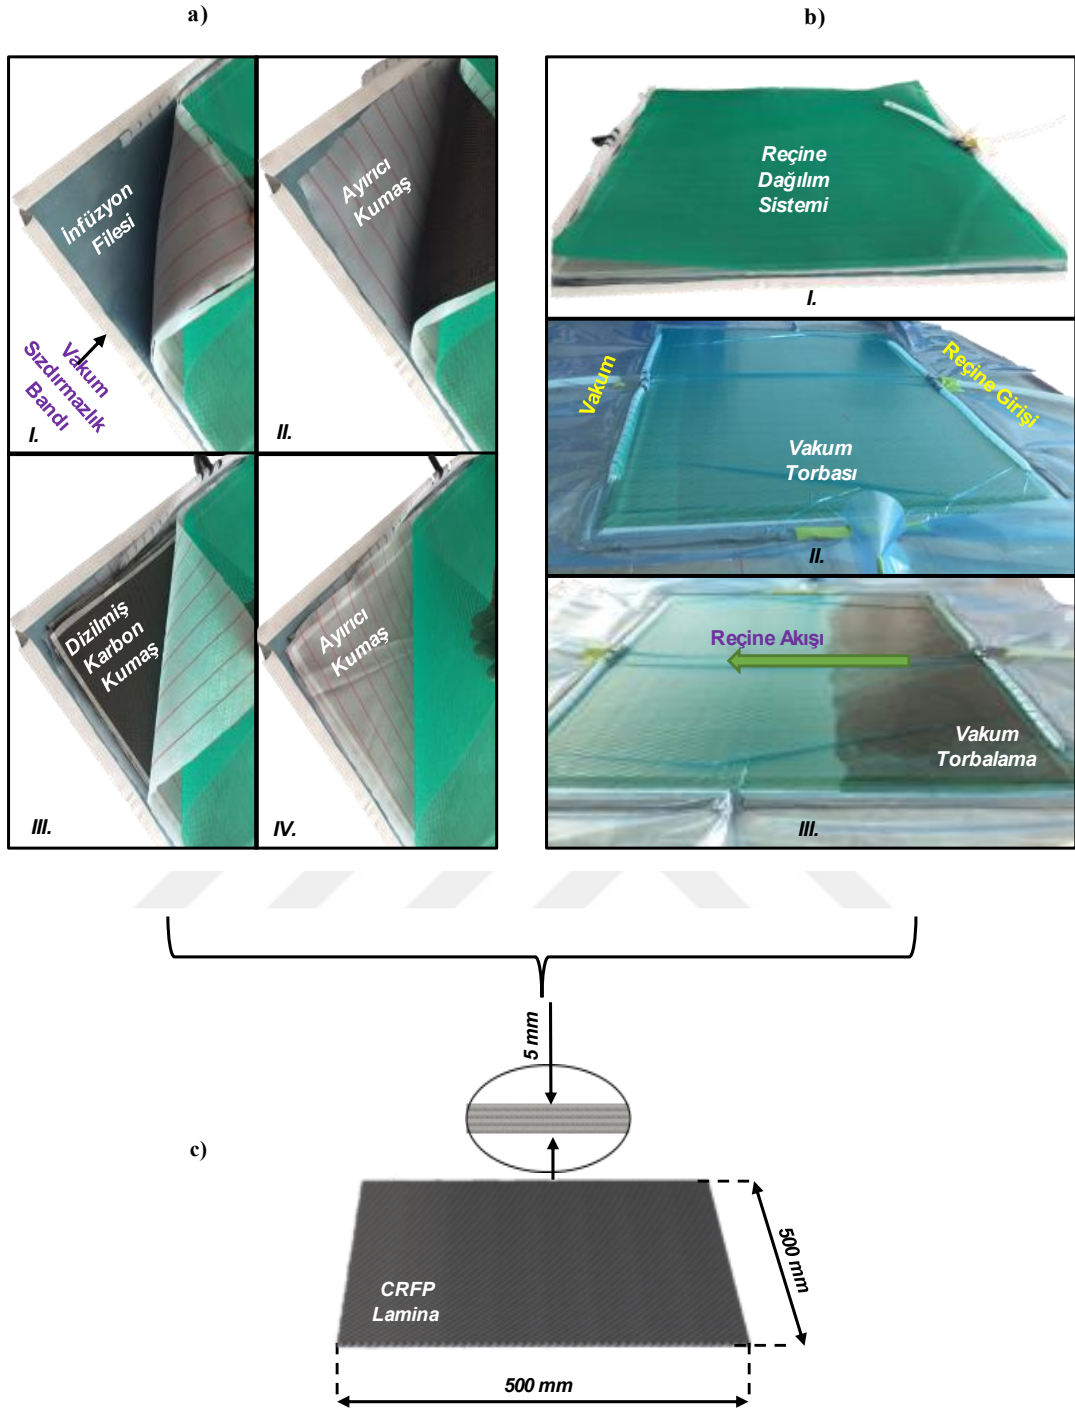 a)
b)
İnfüzyon
Filesi
Vakum
Sızdırmazlık
Bandı
I.
Ayırıcı
Kumaş
II.
Dizilmiş
Karbon
Kumaş
III.
Ayırıcı
Kumaş
IV.
Reçine
Dağılım
Sistemi
I.
Vakum
Reçine Girişi
Vakum
Torbası
II.
Reçine Akışı
Vakum
Torbalama
III.
5 mm
c)
CRFP
Lamina
500 mm
500 mm